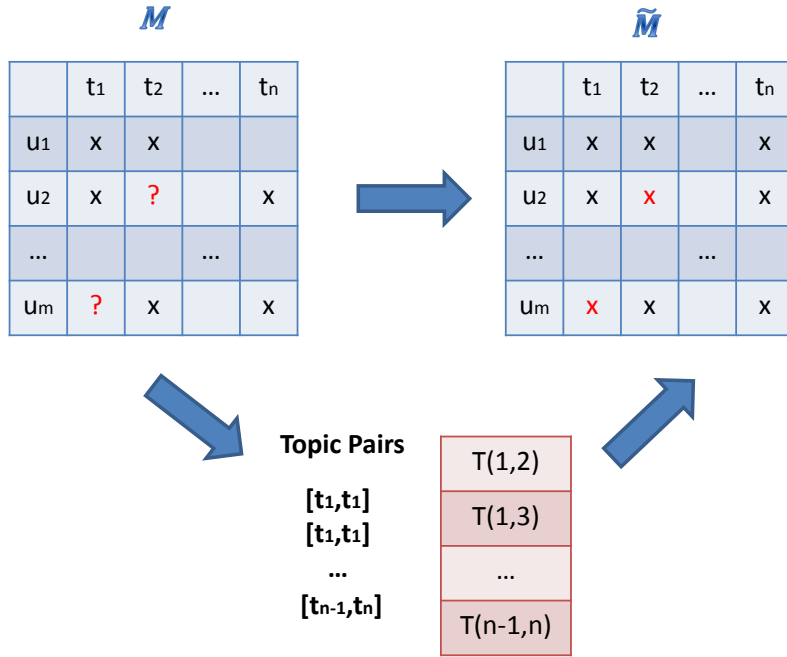 M M̃
t1 t2 ... tn
u1 x x
u2 x ? x
... ...
um ? x x
t1 t2 ... tn
u1 x x x
u2 x x x
... ...
um x x x
Topic Pairs
[t1,t1]
[t1,t1]
...
[tn-1,tn]
T(1,2)
T(1,3)
...
T(n-1,n)